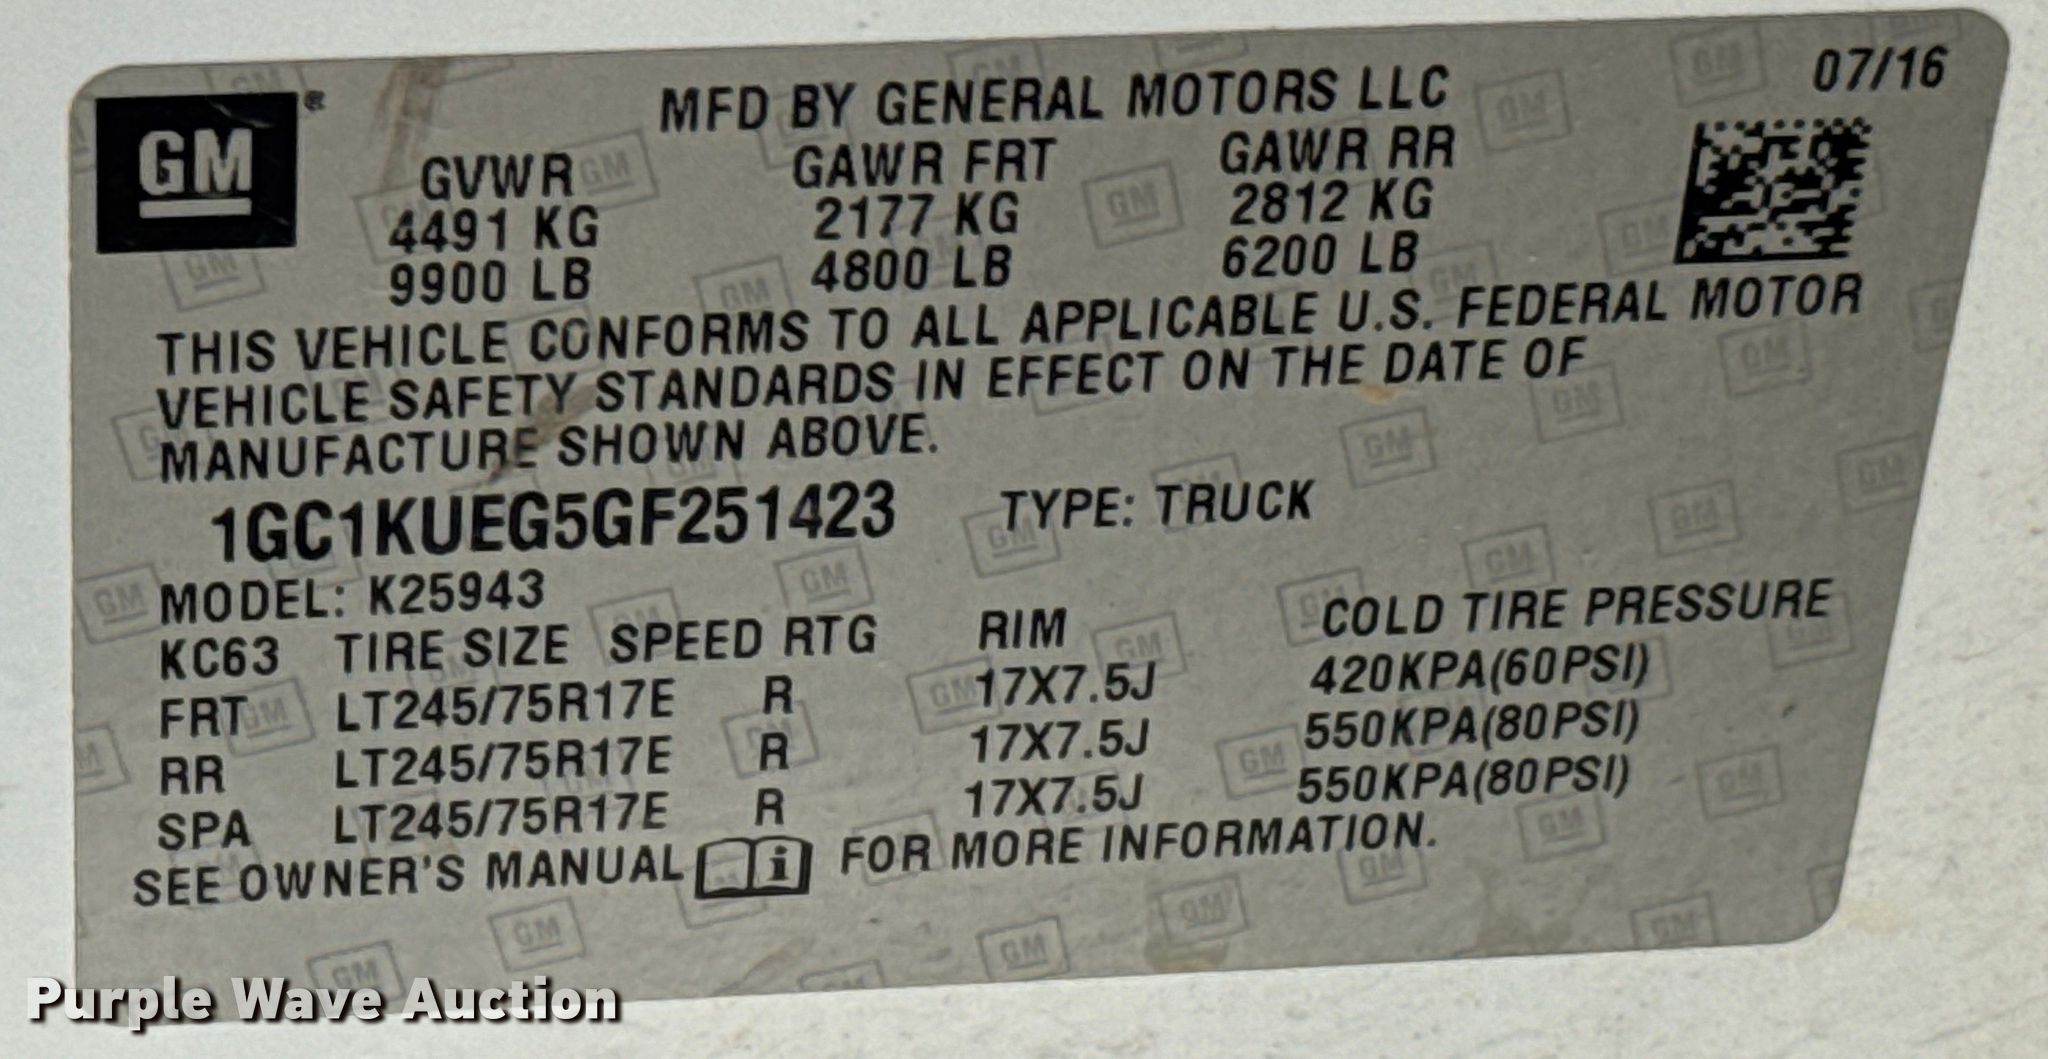 GM ®
MFD BY GENERAL MOTORS LLC
07/16
GVWR GAWR FRT GAWR RR
4491 KG 2177 KG 2812 KG
9900 LB 4800 LB 6200 LB
THIS VEHICLE CONFORMS TO ALL APPLICABLE U.S. FEDERAL MOTOR
VEHICLE SAFETY STANDARDS IN EFFECT ON THE DATE OF
MANUFACTURE SHOWN ABOVE.
1GC1KUEG5GF251423 TYPE: TRUCK
MODEL: K25943
KC63 TIRE SIZE SPEED RTG RIM COLD TIRE PRESSURE
FRT LT245/75R17E R 17X7.5J 420KPA(60PSI)
RR LT245/75R17E R 17X7.5J 550KPA(80PSI)
SPA LT245/75R17E R 17X7.5J 550KPA(80PSI)
SEE OWNER'S MANUAL i FOR MORE INFORMATION.
Purple Wave Auction